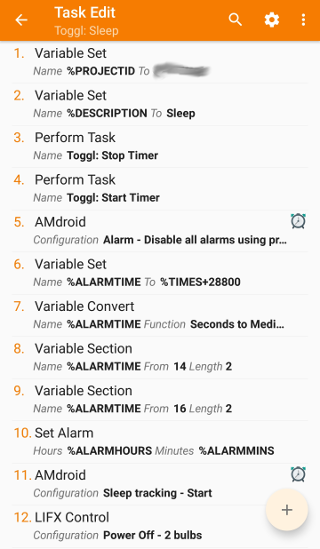 Task Edit
Toggl: Sleep
1. Variable Set
Name %PROJECTID To
2. Variable Set
Name %DESCRIPTION To Sleep
3. Perform Task
Name Toggl: Stop Timer
4. Perform Task
Name Toggl: Start Timer
5. AMdroid
Configuration Alarm - Disable all alarms using pr...
6. Variable Set
Name %ALARMTIME To %TIMES+28800
7. Variable Convert
Name %ALARMTIME Function Seconds to Medi...
8. Variable Section
Name %ALARMTIME From 14 Length 2
9. Variable Section
Name %ALARMTIME From 16 Length 2
10. Set Alarm
Hours %ALARMHOURS Minutes %ALARMMINS
11. AMdroid
Configuration Sleep tracking - Start
12. LIFX Control
Configuration Power Off - 2 bulbs